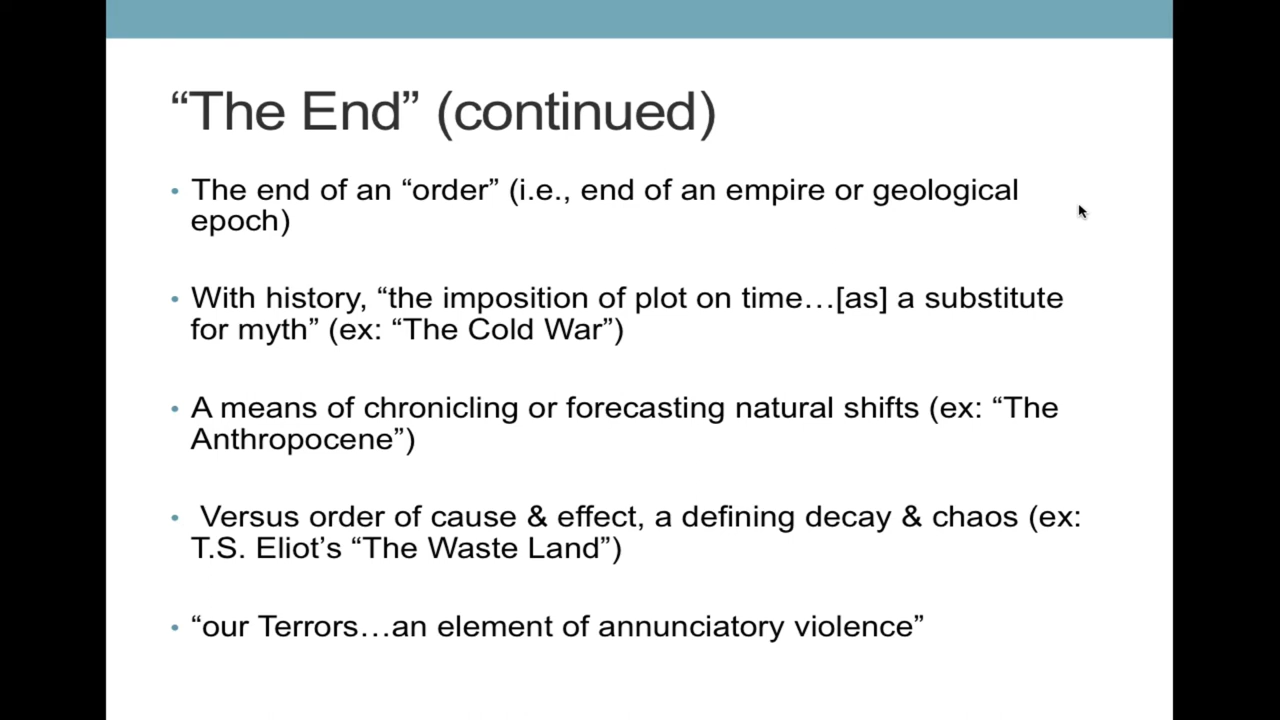 “The End” (continued)
• The end of an “order” (i.e., end of an empire or geological
epoch)
• With history, “the imposition of plot on time…[as] a substitute
for myth” (ex: “The Cold War”)
• A means of chronicling or forecasting natural shifts (ex: “The
Anthropocene”)
• Versus order of cause & effect, a defining decay & chaos (ex:
T.S. Eliot’s “The Waste Land”)
• “our Terrors…an element of annunciatory violence”